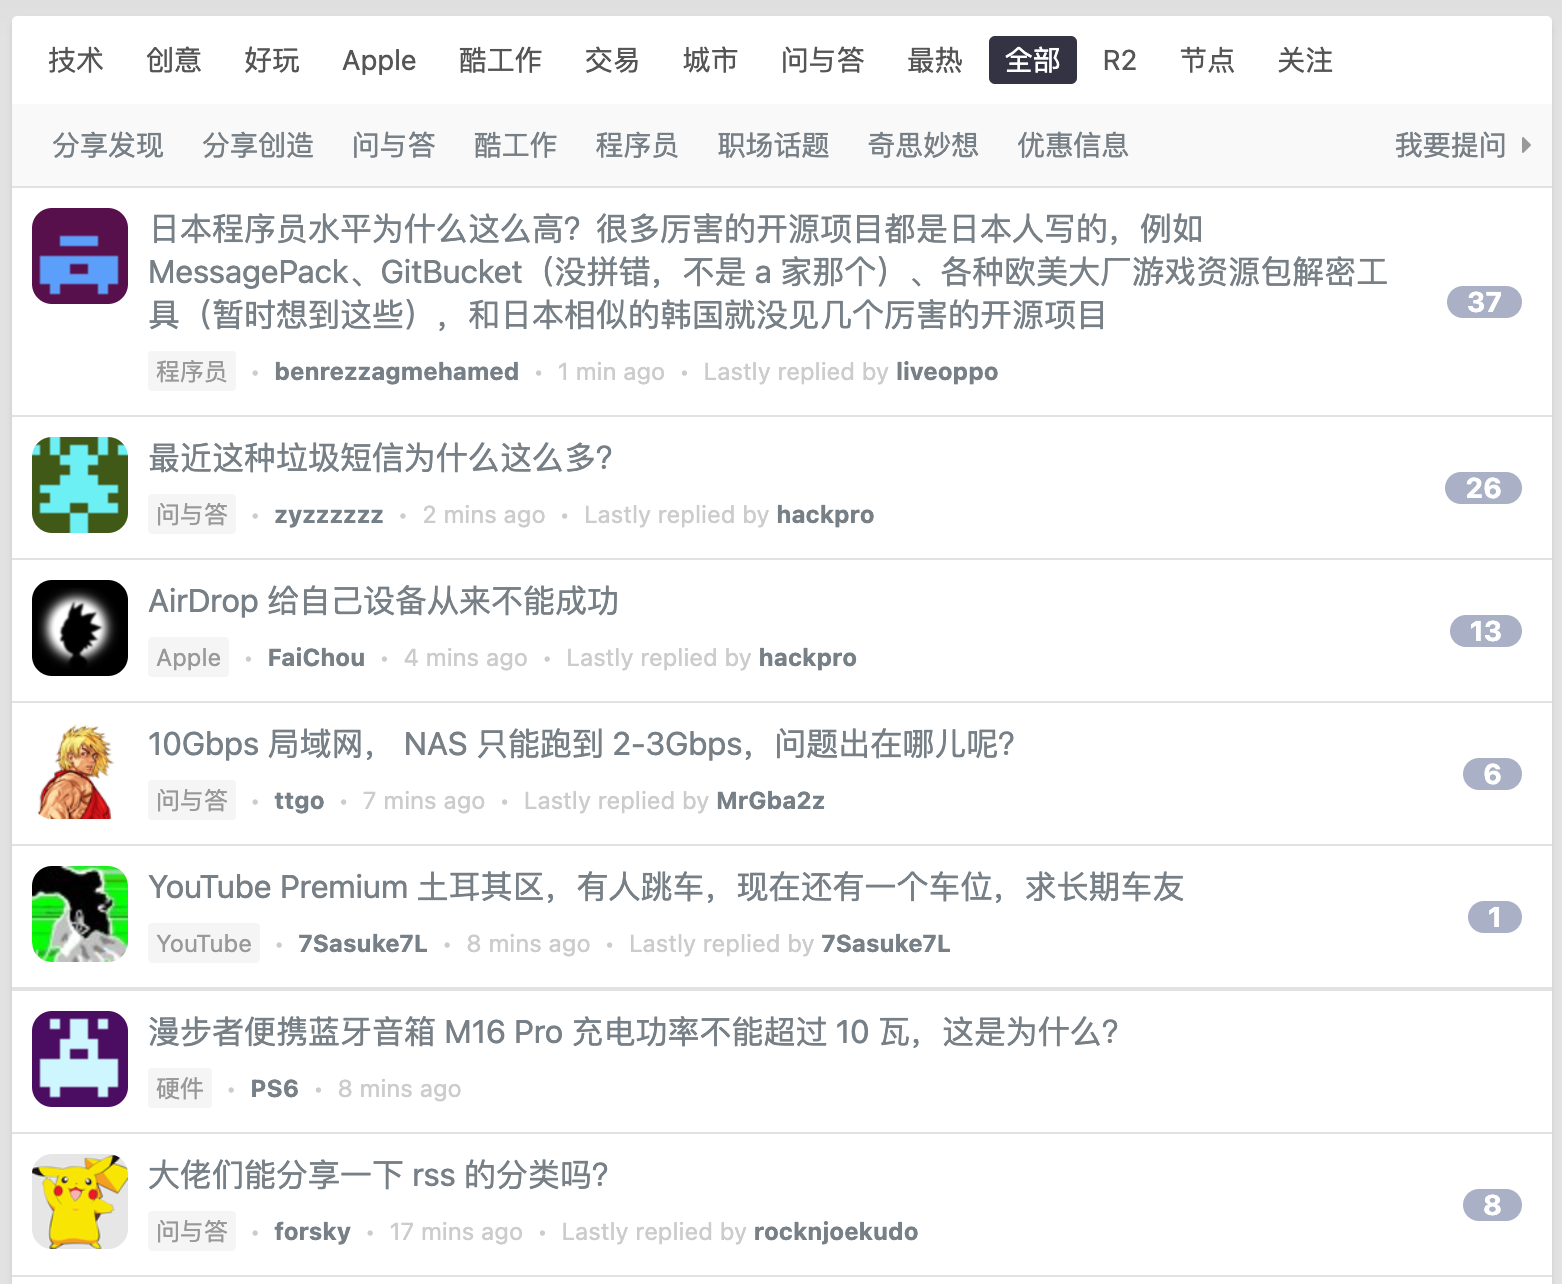 技术 创意 好玩 Apple 酷工作 交易 城市 问与答 最热 全部 R2 节点 关注
分享发现 分享创造 问与答 酷工作 程序员 职场话题 奇思妙想 优惠信息 我要提问
日本程序员水平为什么这么高？很多厉害的开源项目都是日本人写的，例如
MessagePack、GitBucket（没拼错，不是 a 家那个）、各种欧美大厂游戏资源包解密工
具（暂时想到这些），和日本相似的韩国就没见几个厉害的开源项目
37
程序员 • benrezzagmehamed • 1 min ago • Lastly replied by liveoppo
最近这种垃圾短信为什么这么多？
26
问与答 • zyzzzzzz • 2 mins ago • Lastly replied by hackpro
AirDrop 给自己设备从来不能成功
13
Apple • FaiChou • 4 mins ago • Lastly replied by hackpro
10Gbps 局域网， NAS 只能跑到 2-3Gbps，问题出在哪儿呢?
6
问与答 • ttgo • 7 mins ago • Lastly replied by MrGba2z
YouTube Premium 土耳其区，有人跳车，现在还有一个车位，求长期车友
1
YouTube • 7Sasuke7L • 8 mins ago • Lastly replied by 7Sasuke7L
漫步者便携蓝牙音箱 M16 Pro 充电功率不能超过 10 瓦，这是为什么?
硬件 • PS6 • 8 mins ago
大佬们能分享一下 rss 的分类吗?
8
问与答 • forsky • 17 mins ago • Lastly replied by rocknjoekudo